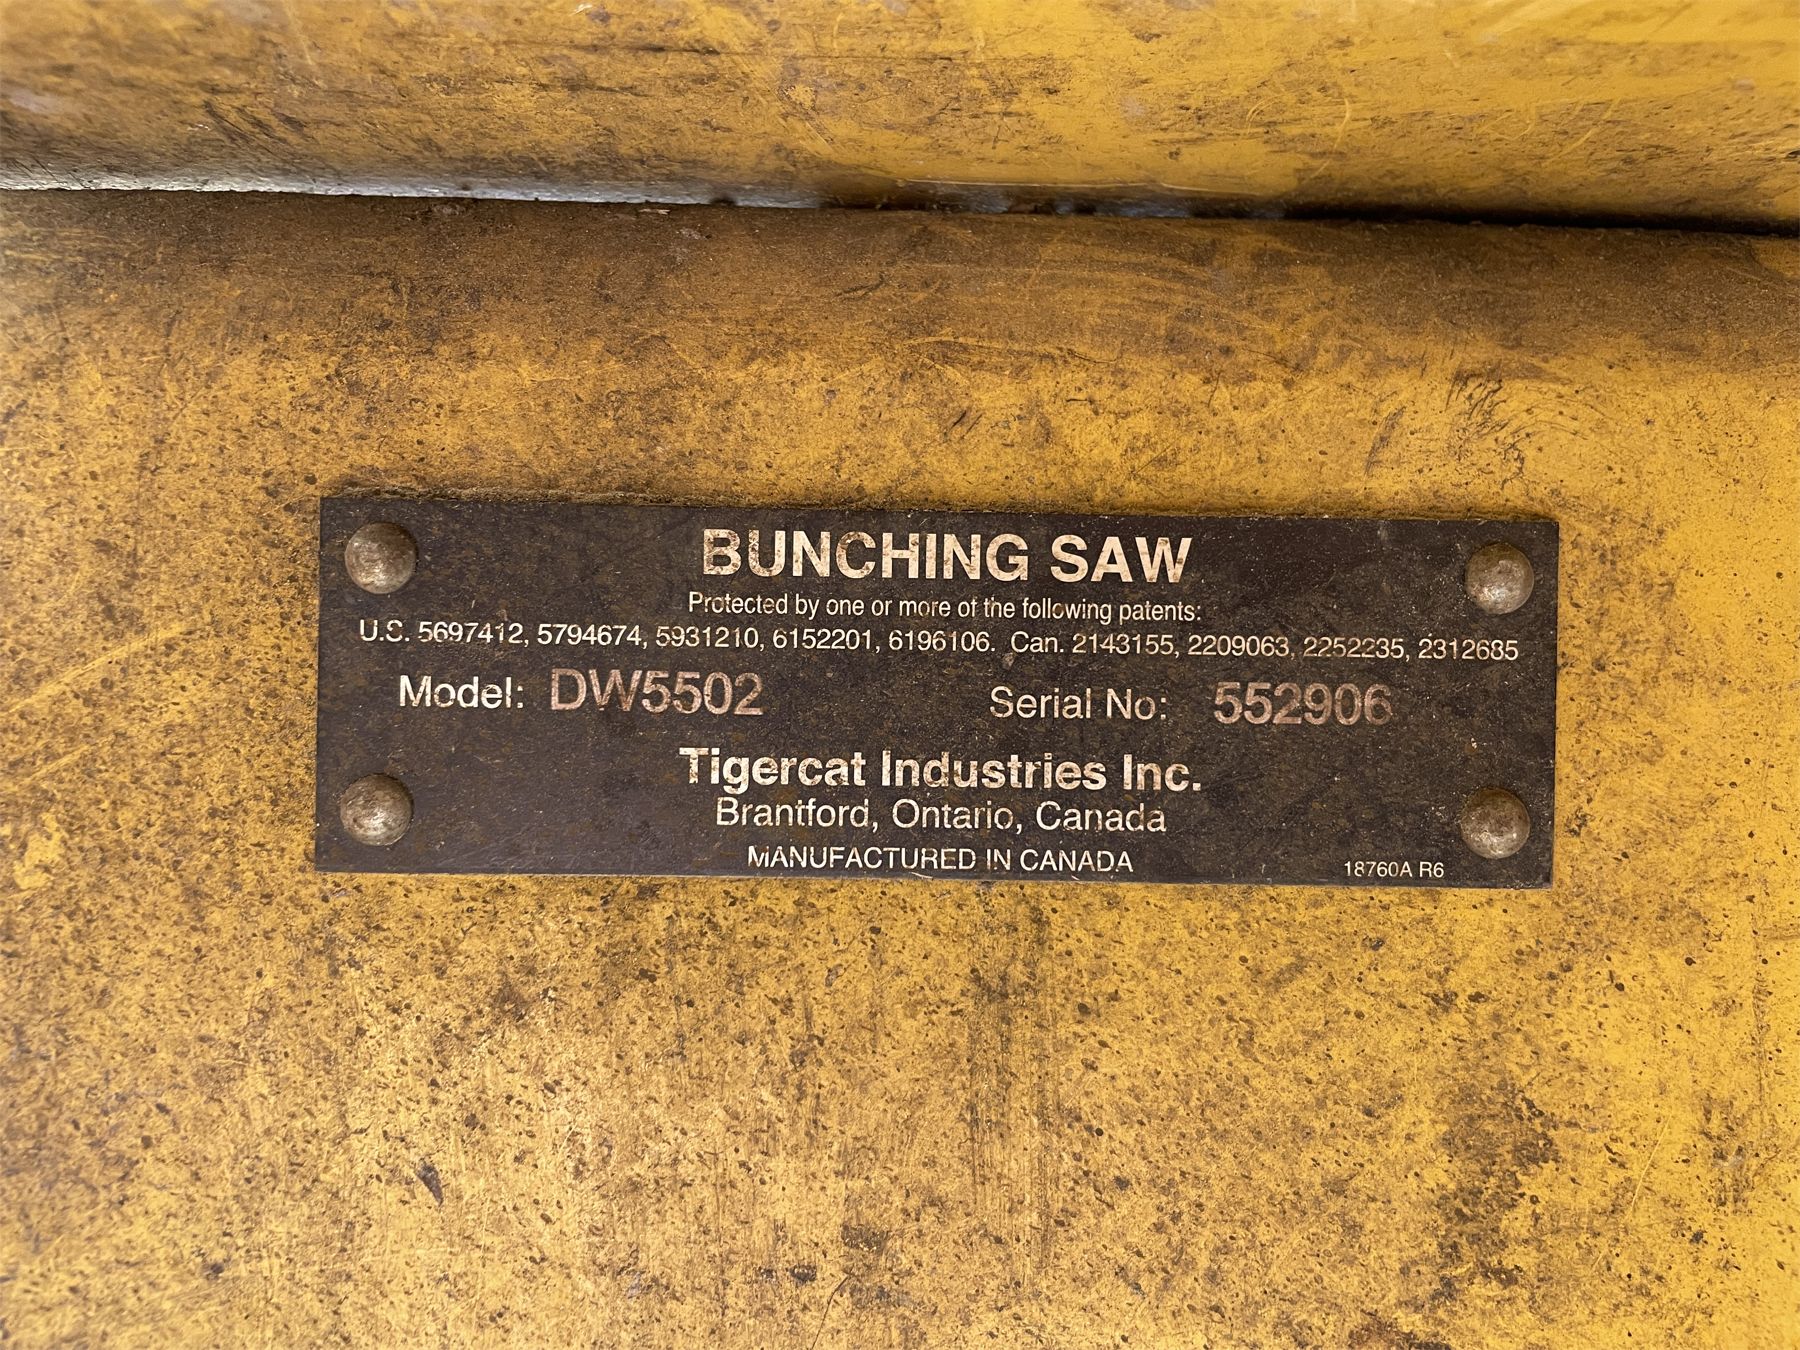 BUNCHING SAW
Protected by one or more of the following patents:
U.S. 5697412, 5794674, 5931210, 6152201, 6196106. Can. 2143155, 2209063, 2252235, 2312685
Model: DW5502 Serial No: 552906
Tigercat Industries Inc.
Brantford, Ontario, Canada
MANUFACTURED IN CANADA
18760A R6